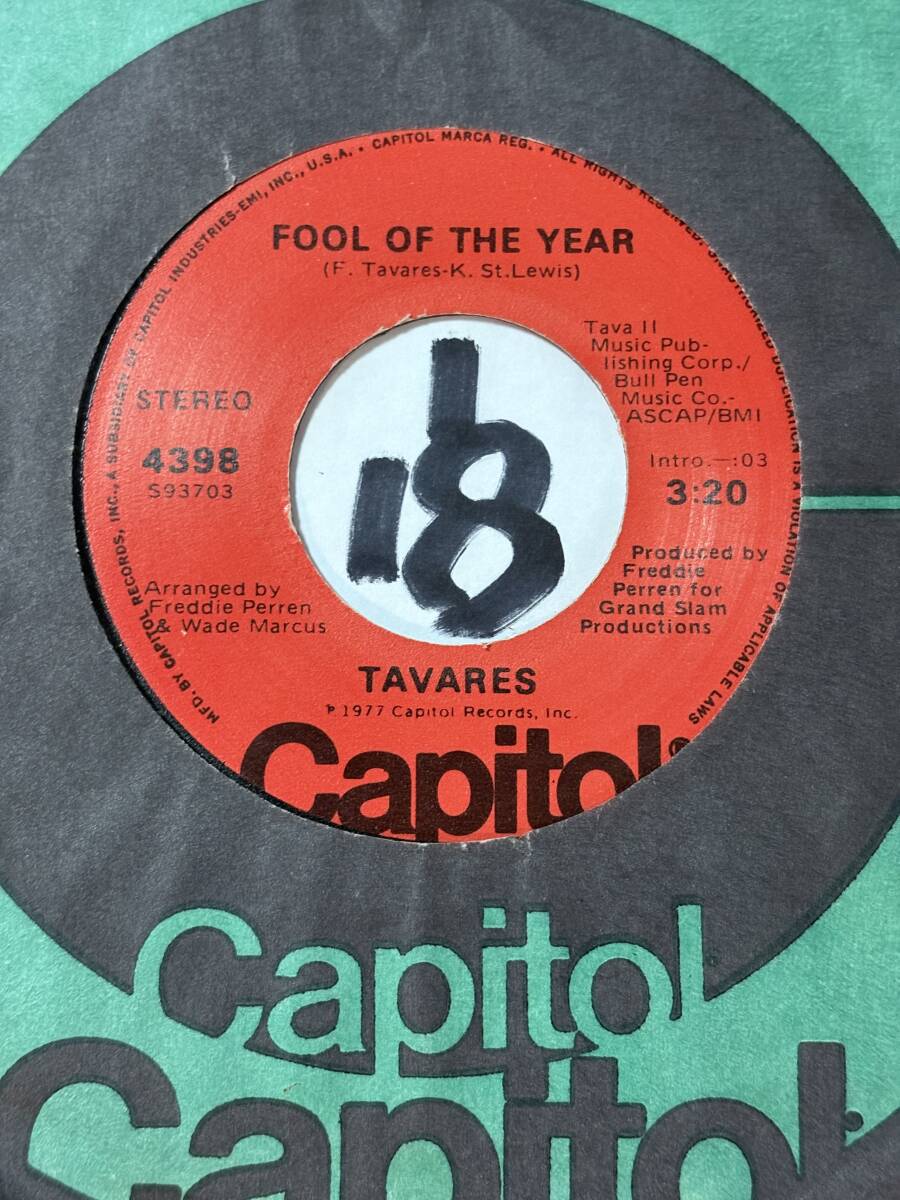 MFD. BY CAPITOL RECORDS, INC., A SUBSIDIARY OF CAPITOL INDUSTRIES-EMI, INC., U.S.A. • CAPITOL MARCA REG. • ALL RIGHTS RESERVED. UNAUTHORIZED DUPLICATION IS A VIOLATION OF APPLICABLE LAWS
FOOL OF THE YEAR
(F. Tavares-K. St.Lewis)
Tava II
Music Pub-
lishing Corp./
Bull Pen
Music Co.-
ASCAP/BMI
STEREO
4398
S93703
Intro.—:03
3:20
1
18
Arranged by
Freddie Perren
& Wade Marcus
Produced by
Freddie
Perren for
Grand Slam
Productions
TAVARES
℗ 1977 Capitol Records, Inc.
Capitol®
Capitol
Capitol